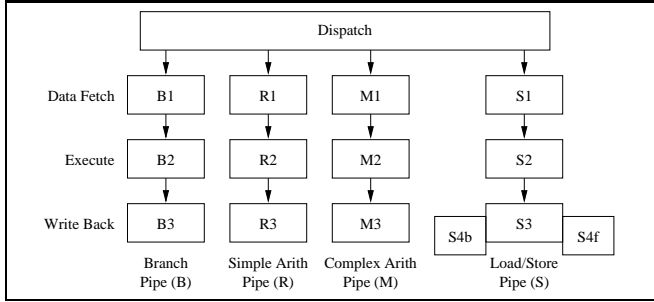 Dispatch
Data Fetch B1 R1 M1 S1
Execute B2 R2 M2 S2
Write Back B3 R3 M3 S3
S4b S4f
Branch Simple Arith Complex Arith Load/Store
Pipe (B) Pipe (R) Pipe (M) Pipe (S)